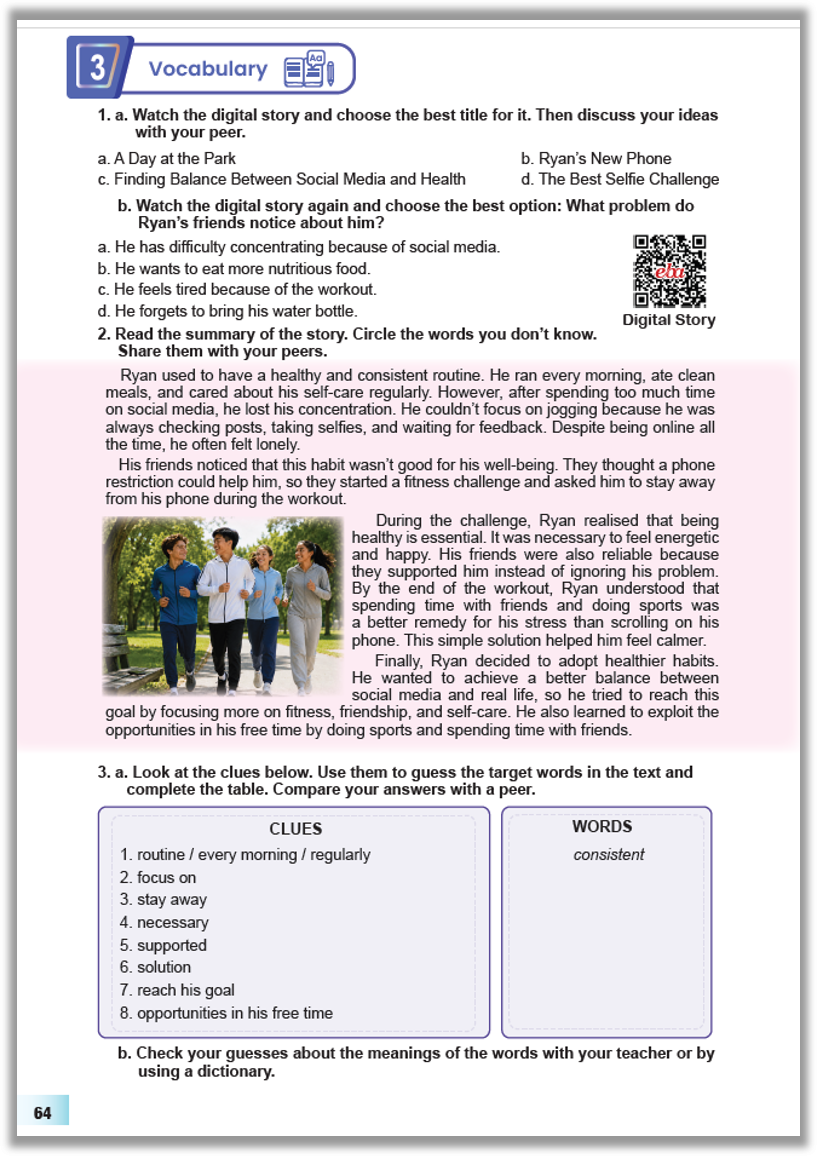 3 Vocabulary Aa
1. a. Watch the digital story and choose the best title for it. Then discuss your ideas
with your peer.
a. A Day at the Park b. Ryan's New Phone
c. Finding Balance Between Social Media and Health d. The Best Selfie Challenge
b. Watch the digital story again and choose the best option: What problem do
Ryan's friends notice about him?
a. He has difficulty concentrating because of social media.
b. He wants to eat more nutritious food.
c. He feels tired because of the workout.
d. He forgets to bring his water bottle.
eba
Digital Story
2. Read the summary of the story. Circle the words you don't know.
Share them with your peers.
Ryan used to have a healthy and consistent routine. He ran every morning, ate clean
meals, and cared about his self-care regularly. However, after spending too much time
on social media, he lost his concentration. He couldn't focus on jogging because he was
always checking posts, taking selfies, and waiting for feedback. Despite being online all
the time, he often felt lonely.
His friends noticed that this habit wasn't good for his well-being. They thought a phone
restriction could help him, so they started a fitness challenge and asked him to stay away
from his phone during the workout.
During the challenge, Ryan realised that being
healthy is essential. It was necessary to feel energetic
and happy. His friends were also reliable because
they supported him instead of ignoring his problem.
By the end of the workout, Ryan understood that
spending time with friends and doing sports was
a better remedy for his stress than scrolling on his
phone. This simple solution helped him feel calmer.
Finally, Ryan decided to adopt healthier habits.
He wanted to achieve a better balance between
social media and real life, so he tried to reach this
goal by focusing more on fitness, friendship, and self-care. He also learned to exploit the
opportunities in his free time by doing sports and spending time with friends.
3. a. Look at the clues below. Use them to guess the target words in the text and
complete the table. Compare your answers with a peer.
CLUES
1. routine / every morning / regularly
2. focus on
3. stay away
4. necessary
5. supported
6. solution
7. reach his goal
8. opportunities in his free time
WORDS
consistent
b. Check your guesses about the meanings of the words with your teacher or by
using a dictionary.
64